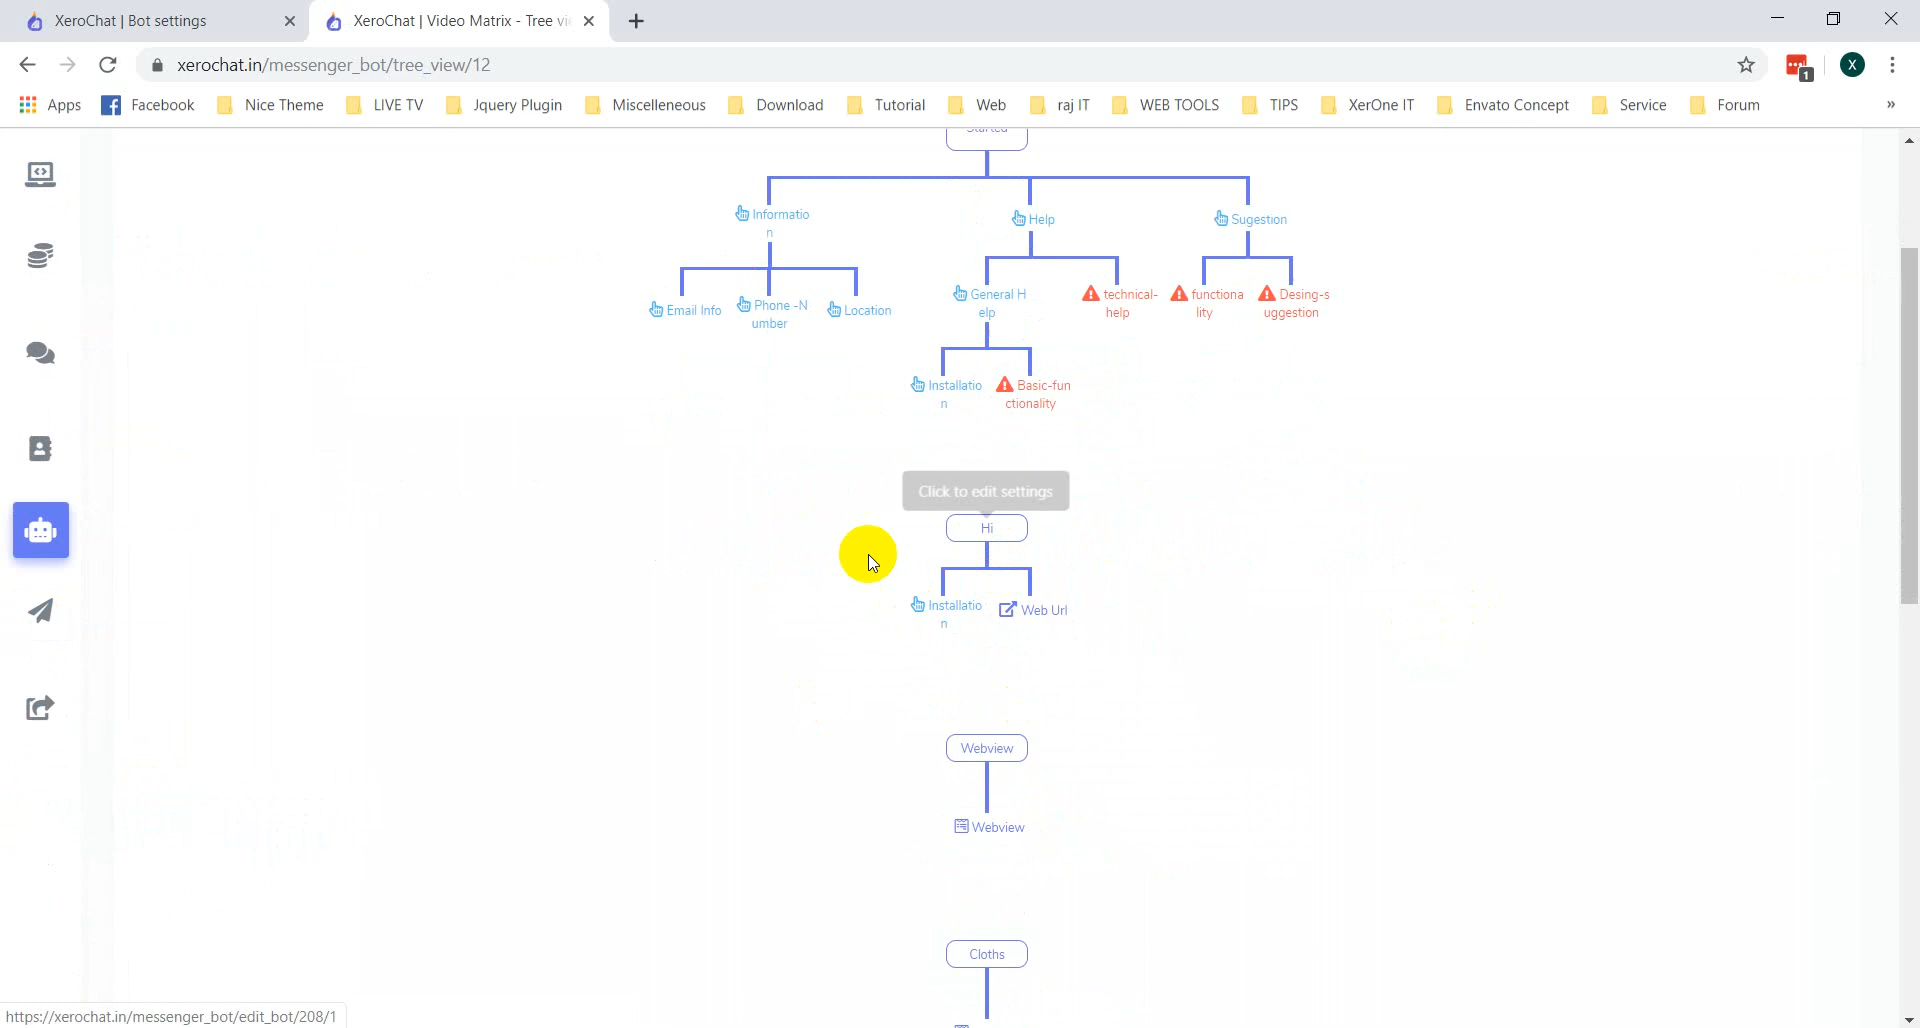 XeroChat | Bot settings
XeroChat | Video Matrix - Tree vi
xerochat.in/messenger_bot/tree_view/12
1
X
Apps
Facebook
Nice Theme
LIVE TV
Jquery Plugin
Miscelleneous
Download
Tutorial
Web
raj IT
WEB TOOLS
TIPS
XerOne IT
Envato Concept
Service
Forum
»
Started
Informatio
n
Help
Sugestion
Email Info
Phone -N
umber
Location
General H
elp
technical-
help
functiona
lity
Desing-s
uggestion
Installatio
n
Basic-fun
ctionality
Click to edit settings
Hi
Installatio
n
Web Url
Webview
Webview
Cloths
https://xerochat.in/messenger_bot/edit_bot/208/1